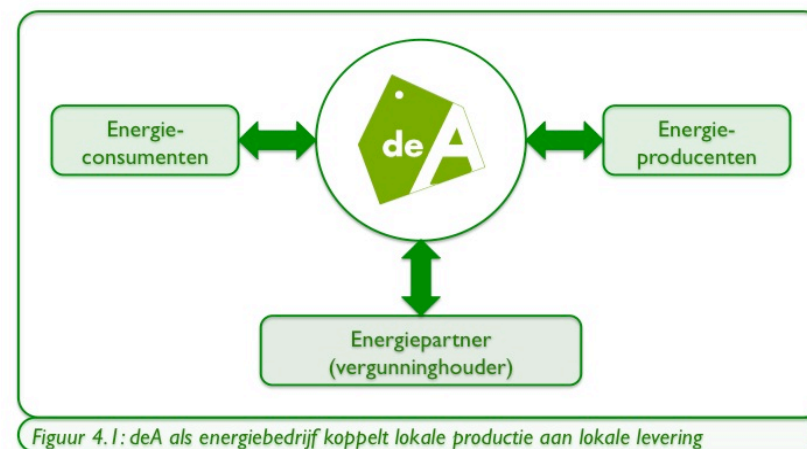 Energie-
consumenten
deA
Energie-
producenten
Energiepartner
(vergunninghouder)
Figuur 4.1: deA als energiebedrijf koppelt lokale productie aan lokale levering